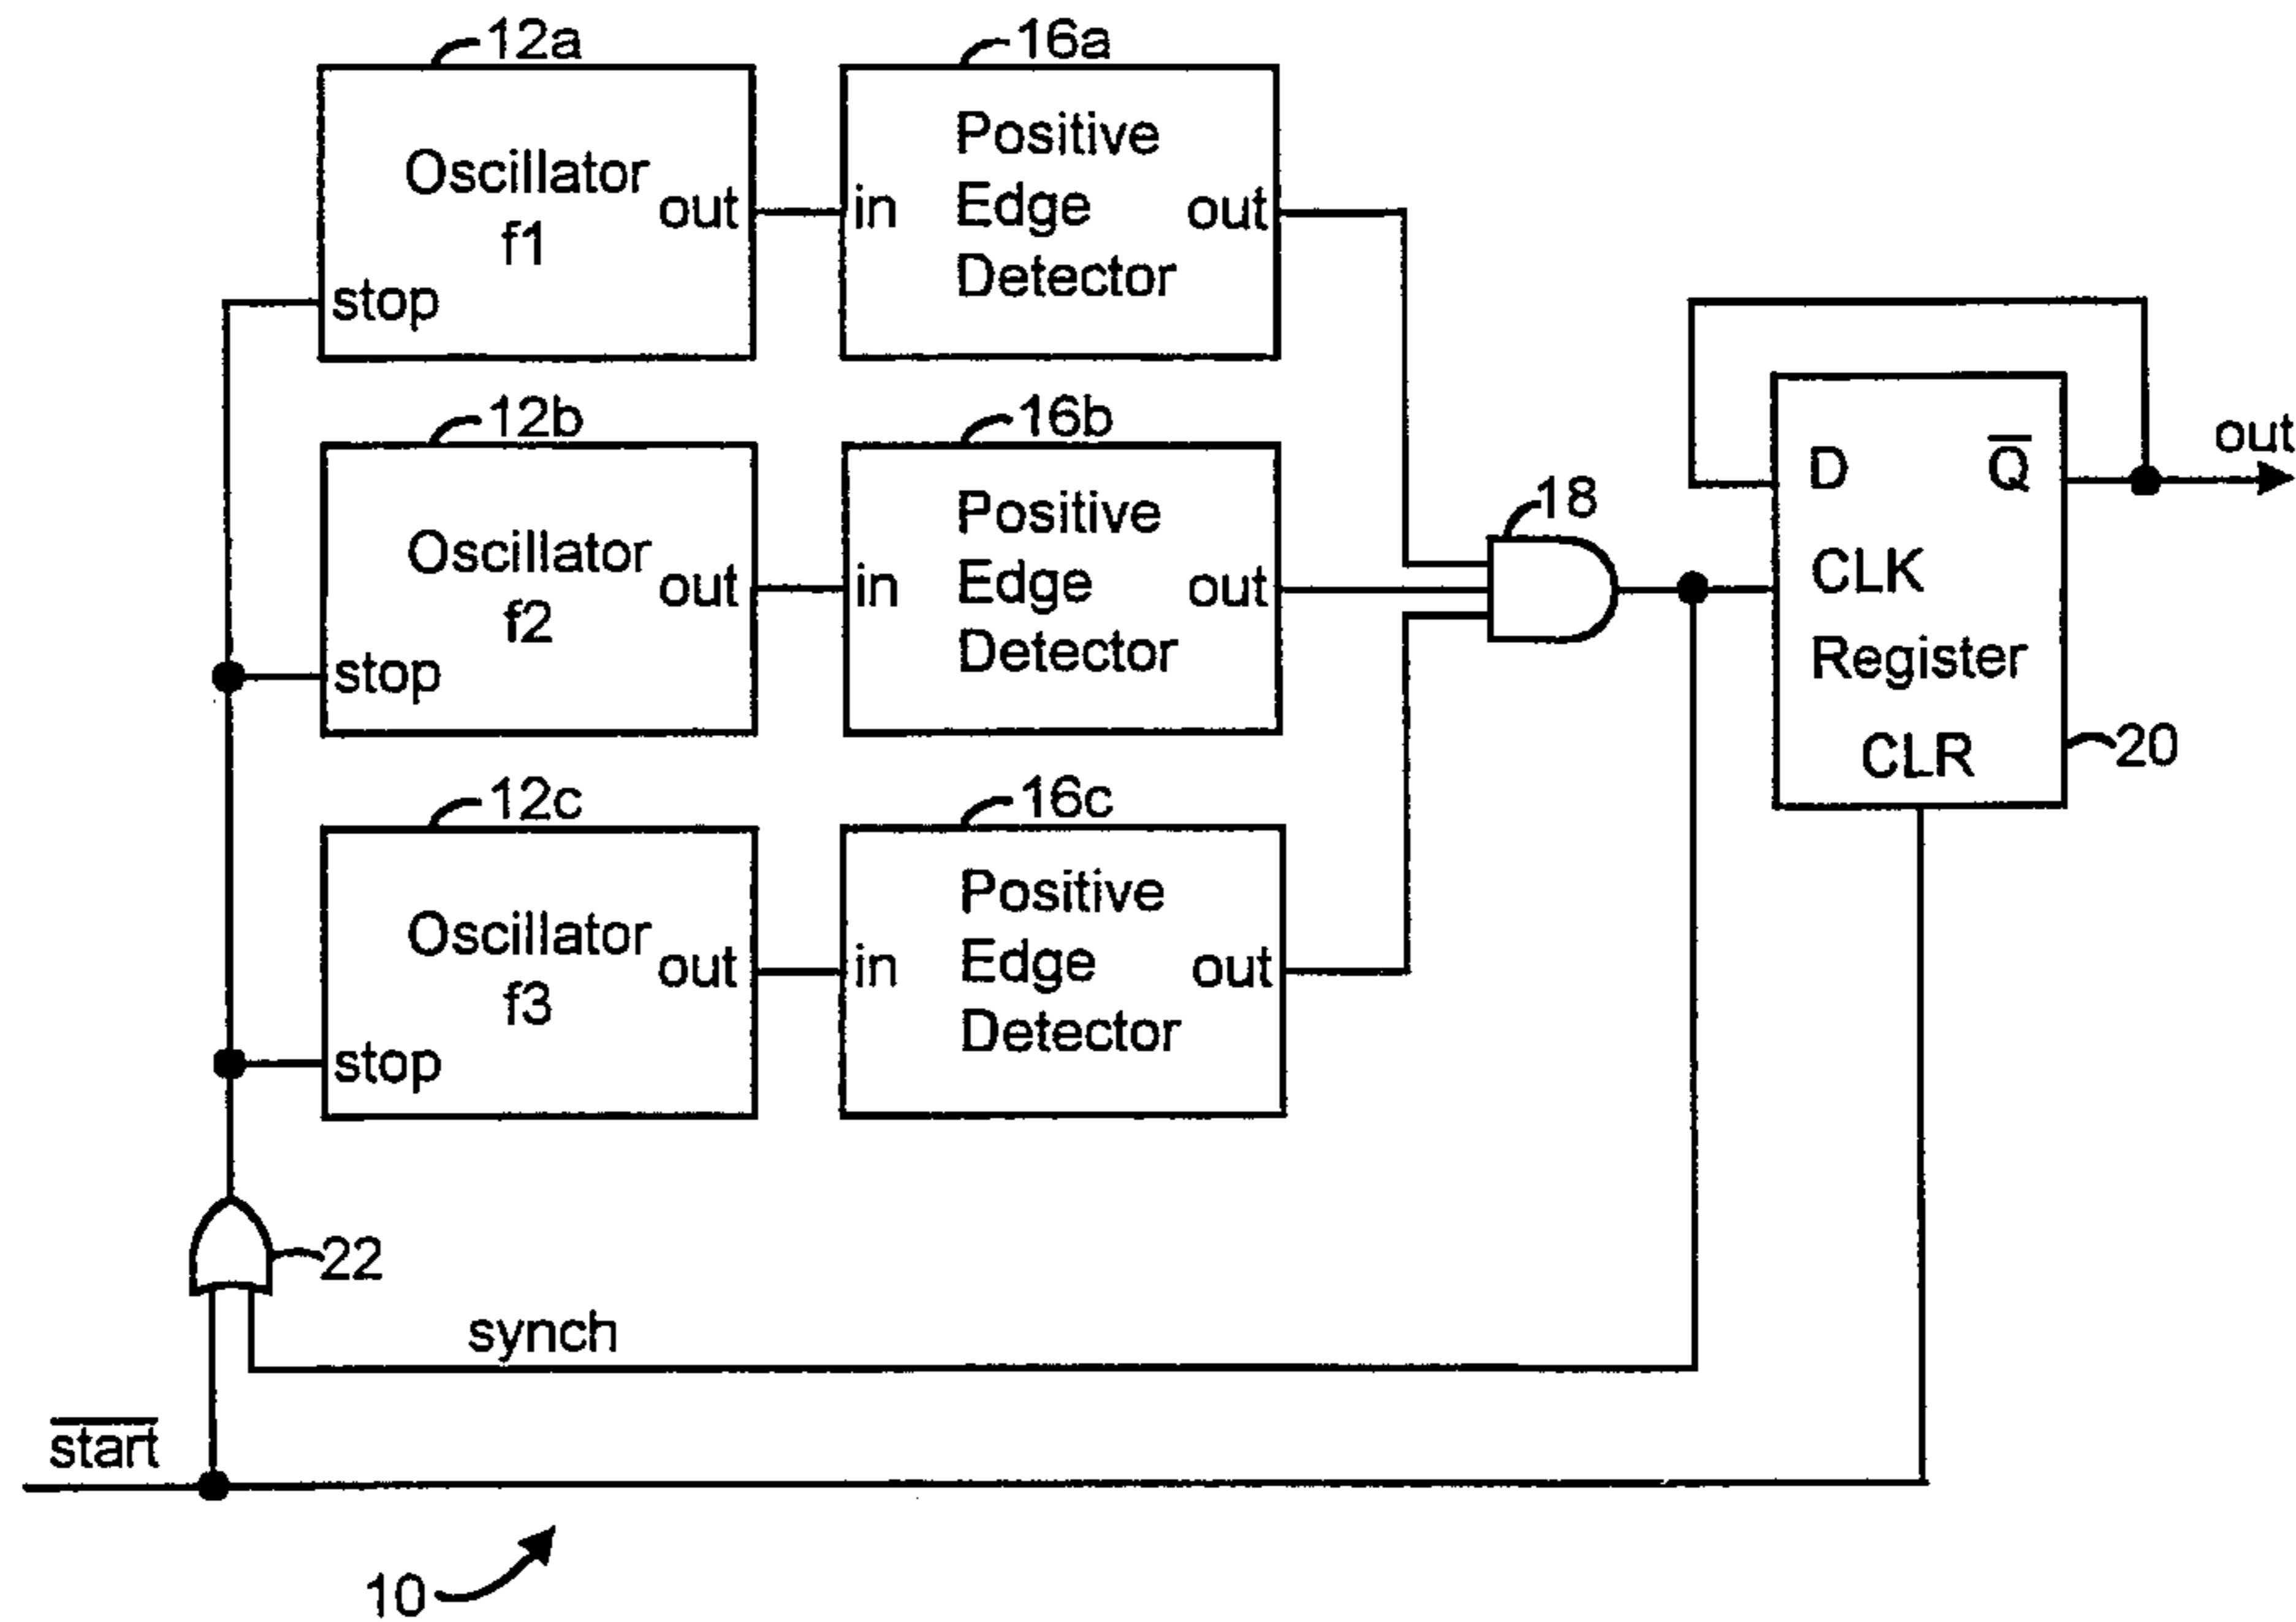 12a
16a
Oscillator
f1
out
stop
in
Positive
Edge
Detector
out
12b
16b
Oscillator
f2
out
stop
in
Positive
Edge
Detector
out
18
D
Q̅
CLK
Register
CLR
20
out
12c
16c
Oscillator
f3
out
stop
in
Positive
Edge
Detector
out
22
synch
s̅t̅a̅r̅t̅
10